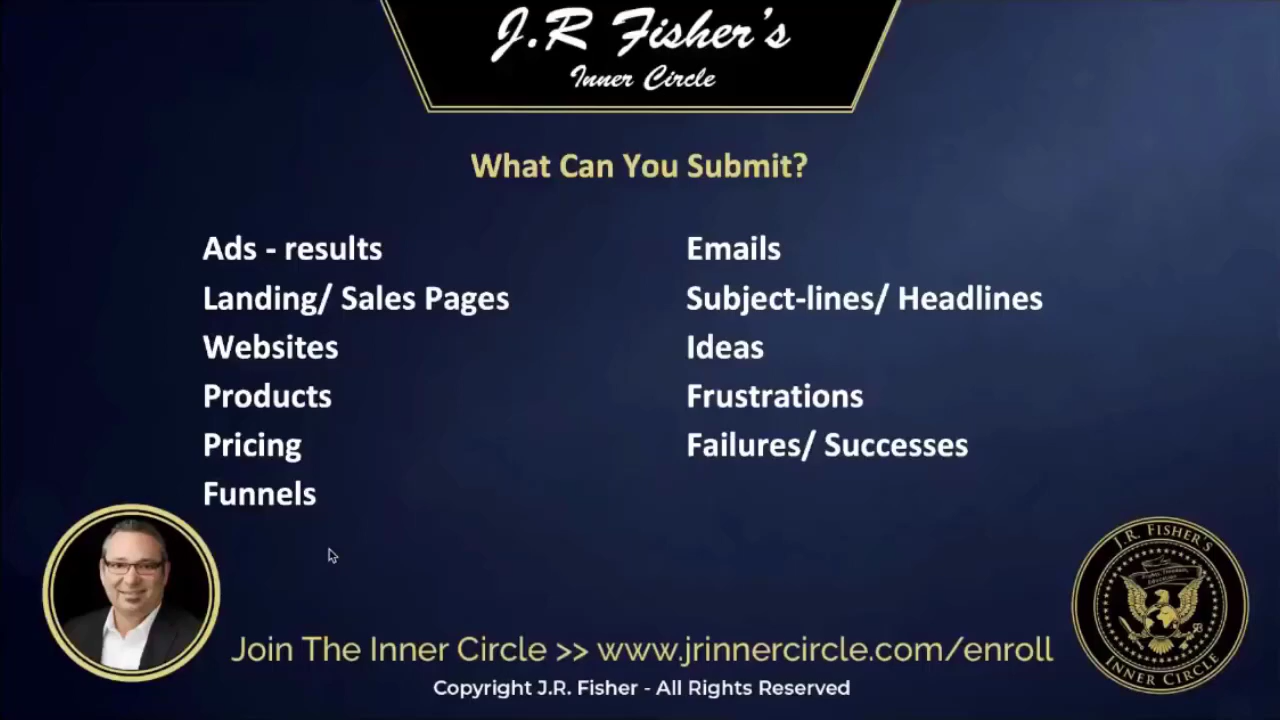 J.R Fisher's
Inner Circle
What Can You Submit?
Ads - results
Landing/ Sales Pages
Websites
Products
Pricing
Funnels
Emails
Subject-lines/ Headlines
Ideas
Frustrations
Failures/ Successes
J.R. FISHER'S
INNER CIRCLE
Join The Inner Circle >> www.jrinnercircle.com/enroll
Copyright J.R. Fisher - All Rights Reserved